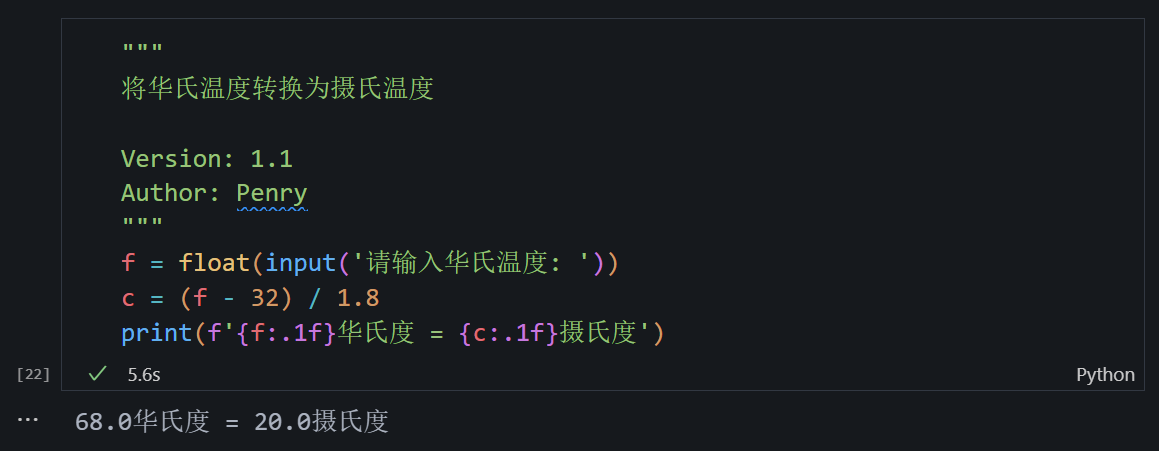 """
将华氏温度转换为摄氏温度
Version: 1.1
Author: Penry
"""
f = float(input('请输入华氏温度: '))
c = (f - 32) / 1.8
print(f'{f:.1f}华氏度 = {c:.1f}摄氏度')
[22] ✓ 5.6s Python
··· 68.0华氏度 = 20.0摄氏度